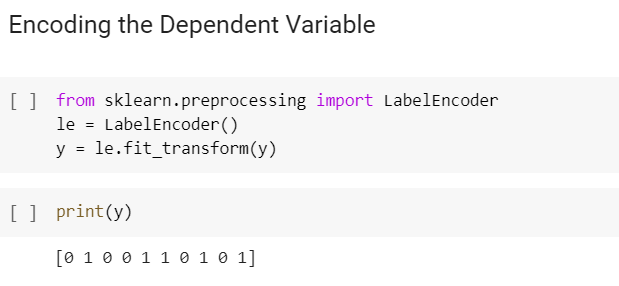 Encoding the Dependent Variable
[ ] from sklearn.preprocessing import LabelEncoder
le = LabelEncoder()
y = le.fit_transform(y)
[ ] print(y)
[0 1 0 0 1 1 0 1 0 1]